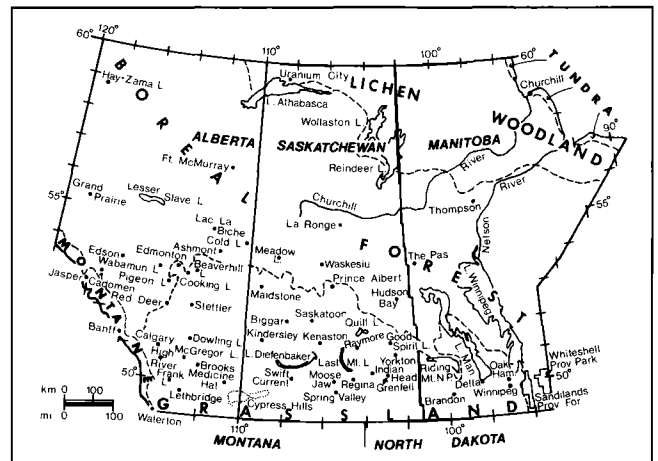 60° 120°
110°
100°
60°
TUNDRA
Hay-Zama L
BOREAL
Uranium City
LICHEN
Churchill
L. Athabasca
WOODLAND
90°
Wollaston L.
ALBERTA
SASKATCHEWAN
MANITOBA
River
Ft. McMurray
Reindeer L.
River
55°
Grand Prairie
Lesser Slave L
Churchill
Thompson
55°
Lac La Biche
La Ronge
Nelson
Cold L
FOREST
Ashmont
Meadow L
The Pas
MONTANE
Edson
Edmonton
Beaverhill L
Waskesiu
Wabamun L
Prince Albert
Jasper
Cadomen
Pigeon L
Cooking L
L. Winnipeg
Red Deer
Maidstone
Hudson Bay
Stettler
Saskatoon
Biggar
Quill L
Banff
Calgary
Dowling L
Kindersley
Kenaston
Raymore
Good Spirit L
High River
McGregor L
L. Diefenbaker
Last Mt. L
Yorkton
Riding Mt. N P
L. Man
Oak Ham.
Whiteshell Prov Park
50°
Frank L
Brooks
Indian Head
Delta
50°
km 0 100
Medicine Hat
Swift Current
Moose Jaw
Regina
Grenfell
Brandon
Winnipeg
mi 0 100
Lethbridge
Spring Valley
Sandilands Prov For
Cypress Hills
Waterton
GRASSLAND
110°
100°
MONTANA
NORTH DAKOTA